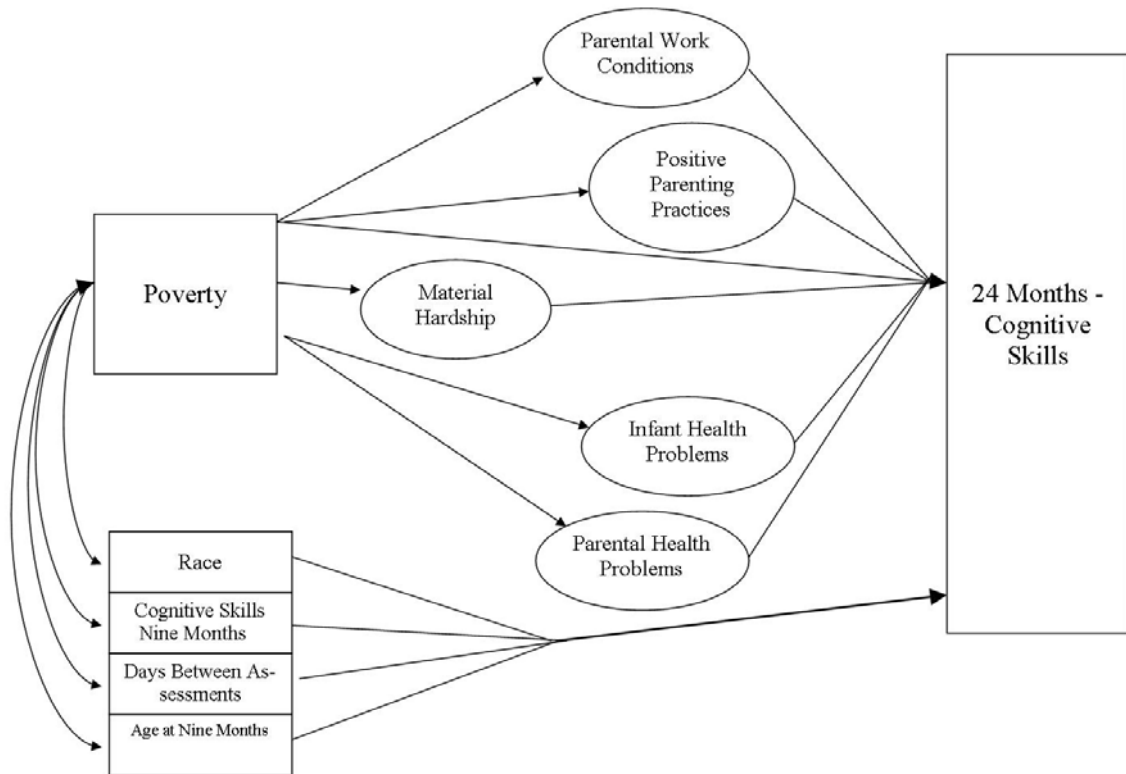 Parental Work
Conditions
Positive
Parenting
Practices
Poverty
Material
Hardship
24 Months -
Cognitive
Skills
Infant Health
Problems
Parental Health
Problems
Race
Cognitive Skills
Nine Months
Days Between As-
sessments
Age at Nine Months